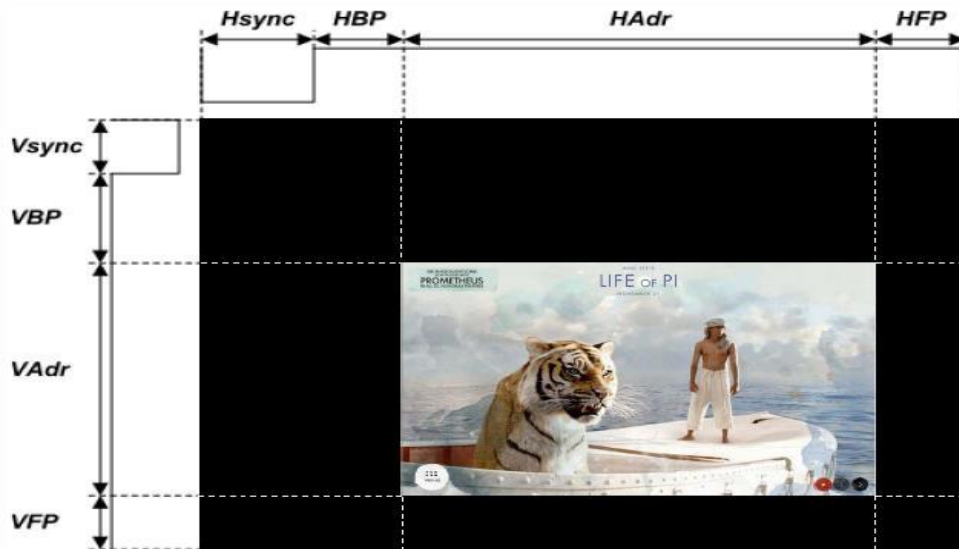 Hsync HBP HAdr HFP
Vsync
VBP
VAdr
PROMETHEUS
LIFE OF PI
VFP